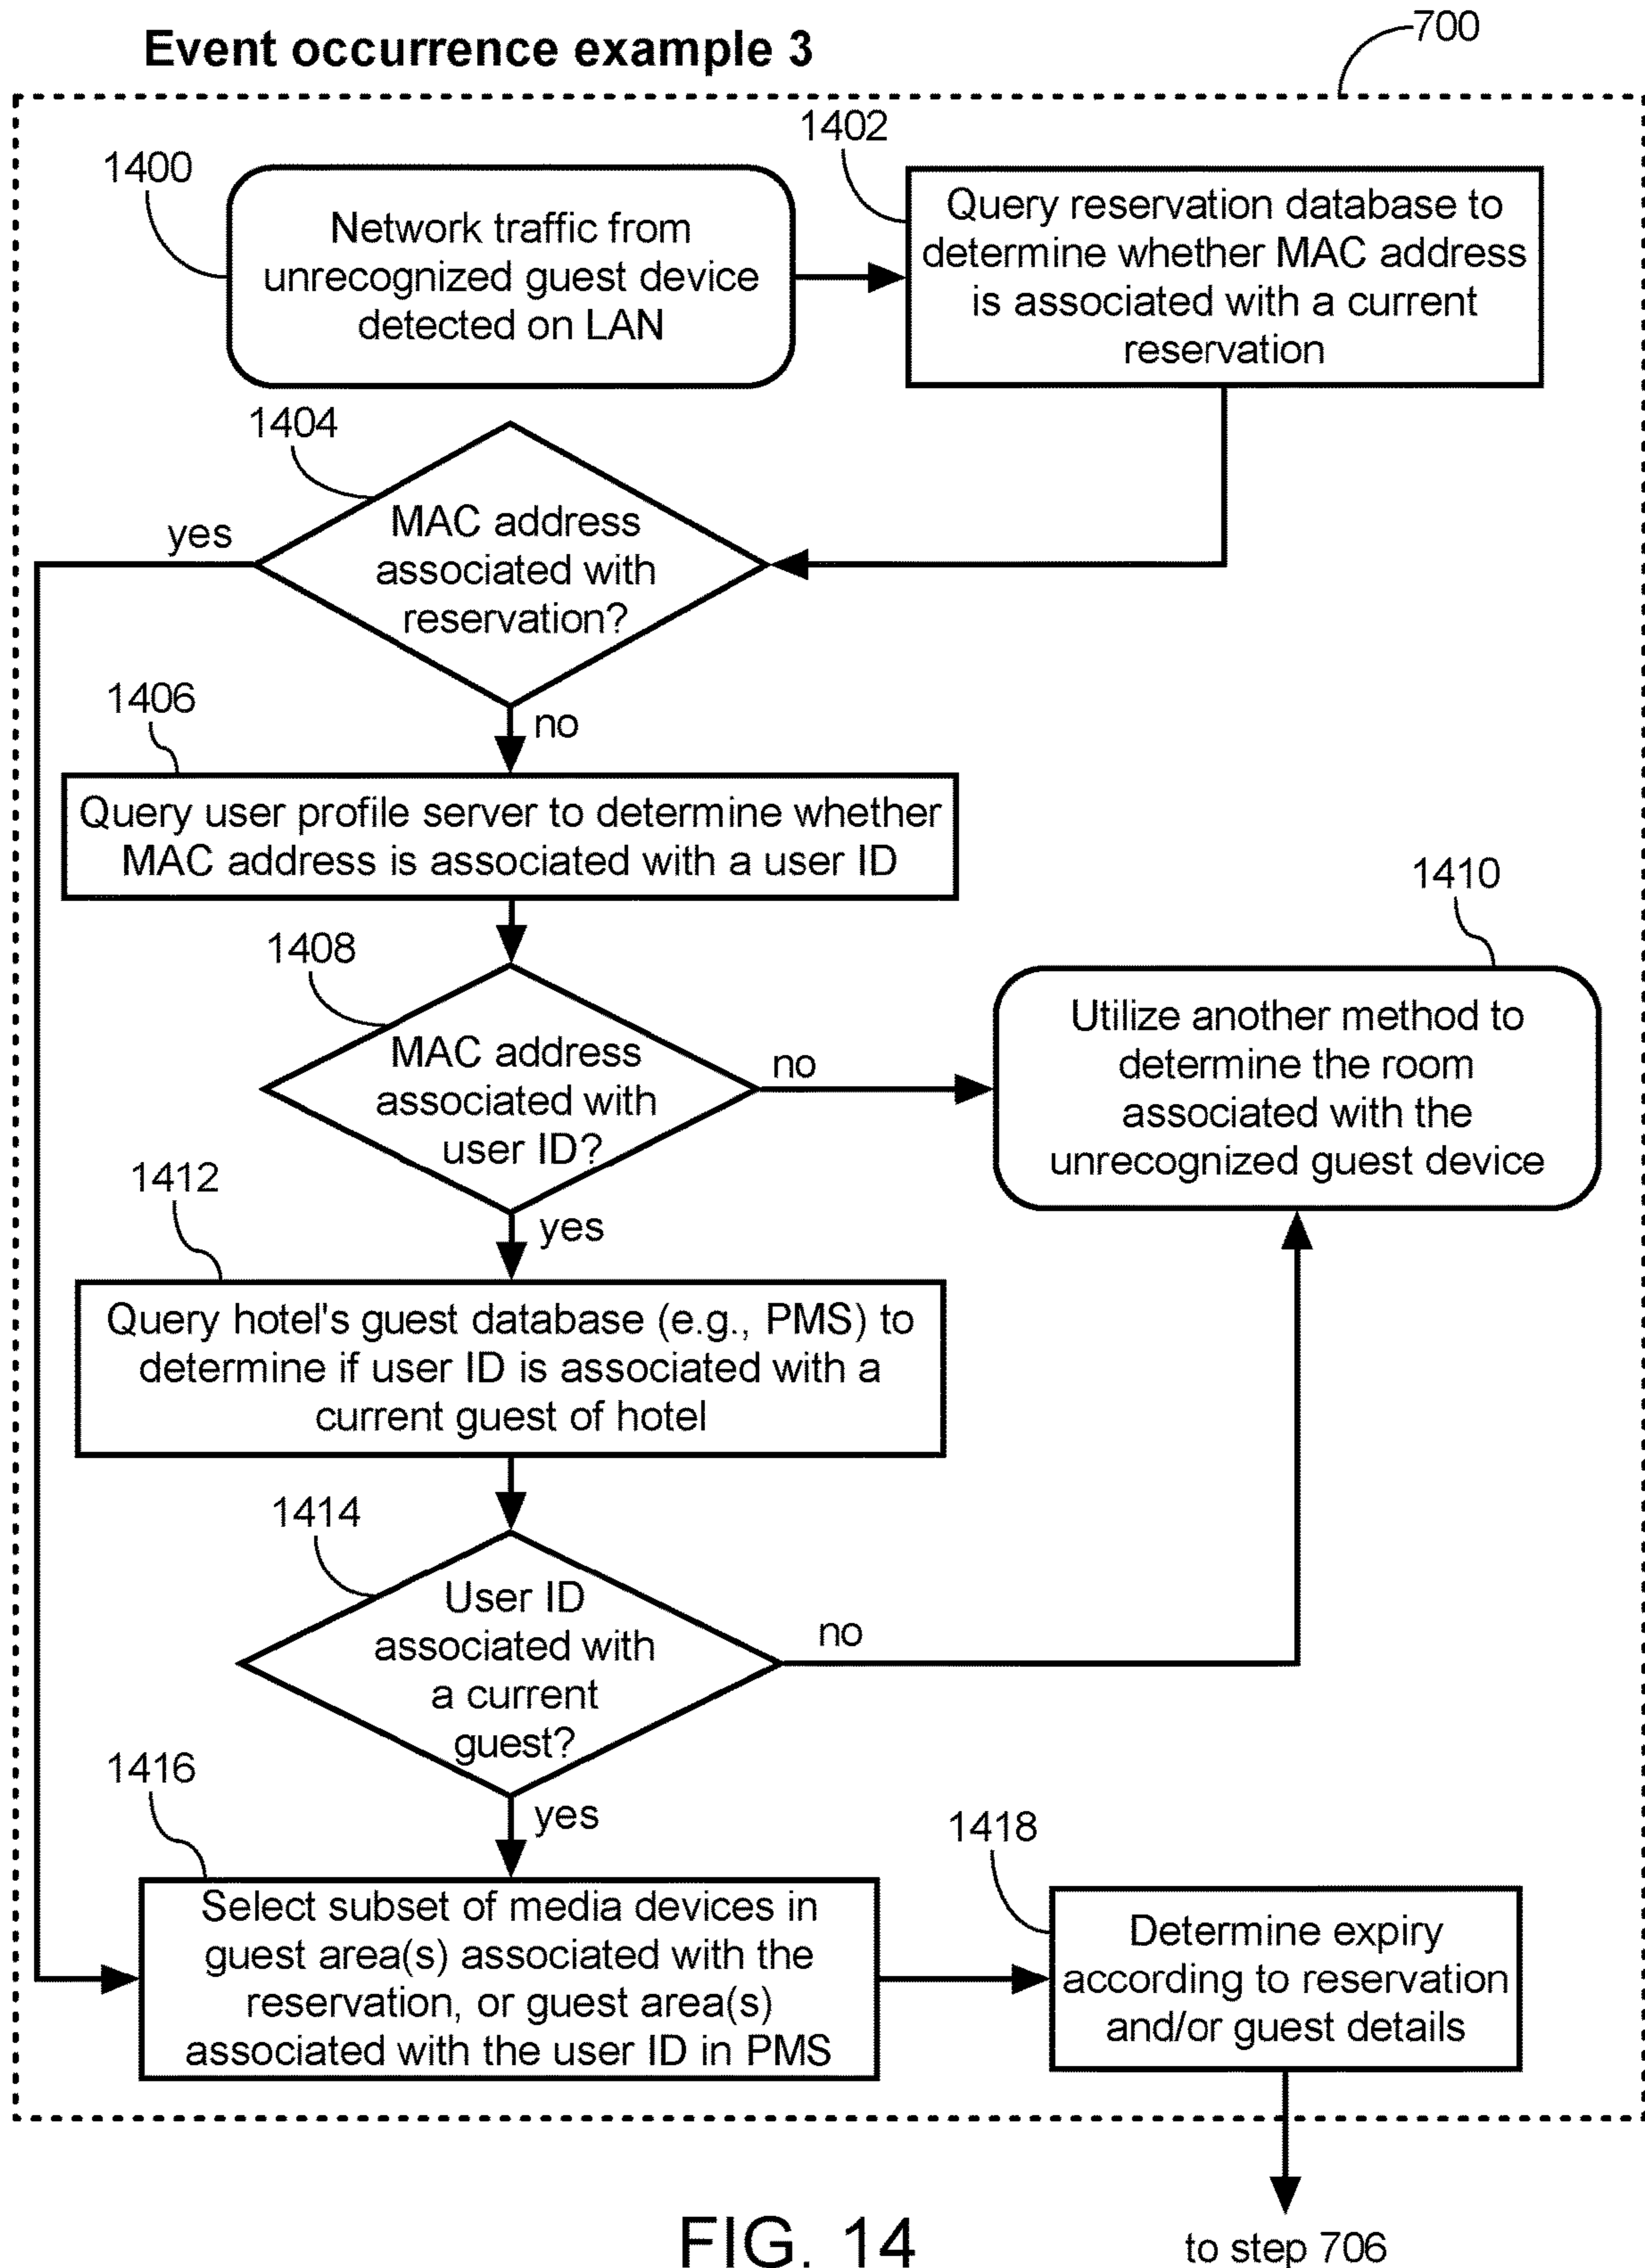 Event occurrence example 3
700
1400
Network traffic from
unrecognized guest device
detected on LAN
1402
Query reservation database to
determine whether MAC address
is associated with a current
reservation
1404
MAC address
associated with
reservation?
yes
no
1406
Query user profile server to determine whether
MAC address is associated with a user ID
1408
MAC address
associated with
user ID?
no
yes
1410
Utilize another method to
determine the room
associated with the
unrecognized guest device
1412
Query hotel's guest database (e.g., PMS) to
determine if user ID is associated with a
current guest of hotel
1414
User ID
associated with
a current
guest?
no
yes
1416
Select subset of media devices in
guest area(s) associated with the
reservation, or guest area(s)
associated with the user ID in PMS
1418
Determine expiry
according to reservation
and/or guest details
to step 706
FIG. 14